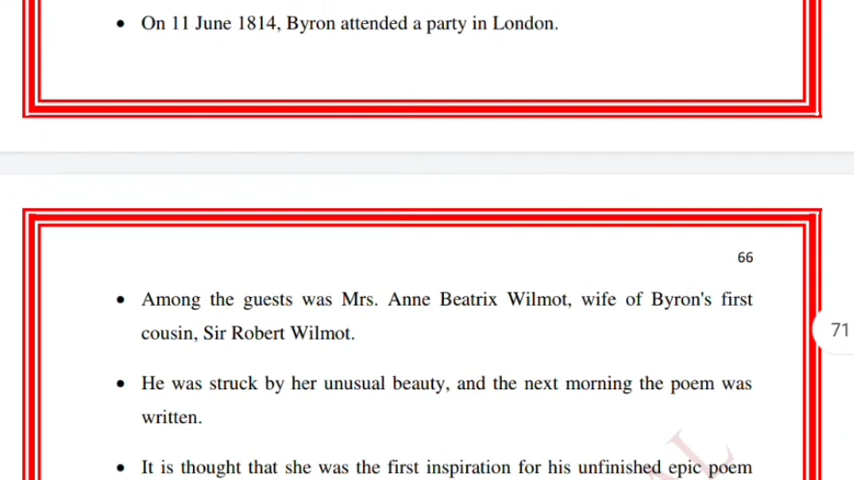 • On 11 June 1814, Byron attended a party in London.
66
• Among the guests was Mrs. Anne Beatrix Wilmot, wife of Byron's first
cousin, Sir Robert Wilmot.
71
• He was struck by her unusual beauty, and the next morning the poem was
written.
• It is thought that she was the first inspiration for his unfinished epic poem